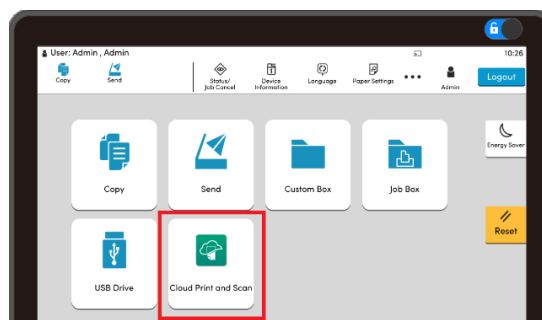 User: Admin , Admin
10:26
Copy
Send
Status/
Job Cancel
Device
Information
Language
Paper Settings
Admin
Logout
Energy Saver
Copy
Send
Custom Box
Job Box
Reset
USB Drive
Cloud Print and Scan